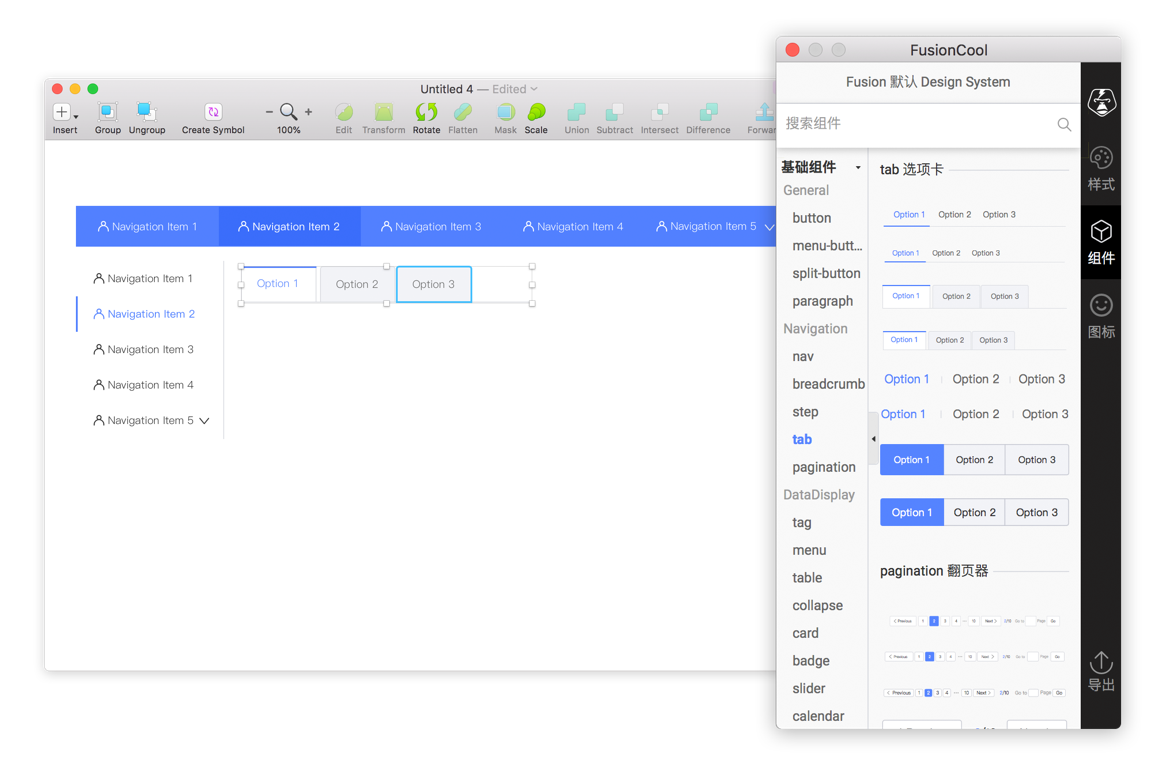 Untitled 4 — Edited
Insert
Group
Ungroup
Create Symbol
100%
Edit
Transform
Rotate
Flatten
Mask
Scale
Union
Subtract
Intersect
Difference
Forwar
Navigation Item 1
Navigation Item 2
Navigation Item 3
Navigation Item 4
Navigation Item 5
Navigation Item 1
Navigation Item 2
Navigation Item 3
Navigation Item 4
Navigation Item 5
Option 1
Option 2
Option 3
FusionCool
Fusion 默认 Design System
搜索组件
基础组件
General
button
menu-butt...
split-button
paragraph
Navigation
nav
breadcrumb
step
tab
pagination
DataDisplay
tag
menu
table
collapse
card
badge
slider
calendar
tab 选项卡
Option 1 Option 2 Option 3
Option 1 Option 2 Option 3
Option 1 Option 2 Option 3
Option 1 Option 2 Option 3
Option 1 Option 2 Option 3
Option 1 Option 2 Option 3
Option 1 Option 2 Option 3
Option 1 Option 2 Option 3
pagination 翻页器
< Previous 1 2 3 4 ··· 10 Next > 2/10 Go to Page Go
< Previous 1 2 3 4 ··· 10 Next > 2/10 Go to Page Go
< Previous 1 2 3 4 ··· 10 Next > 2/10 Go to Page Go
样式
组件
图标
导出